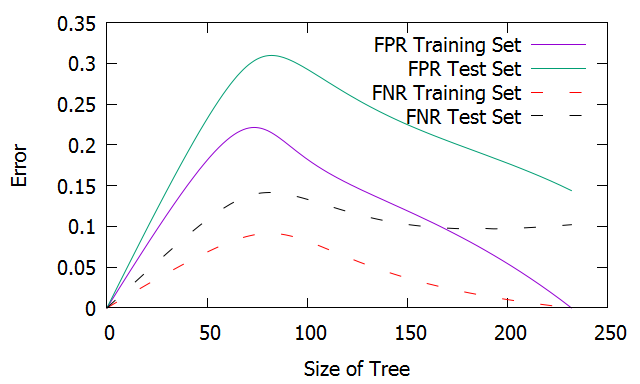 0.35
0.3
0.25
0.2
0.15
0.1
0.05
0
Error
FPR Training Set
FPR Test Set
FNR Training Set
FNR Test Set
0 50 100 150 200 250
Size of Tree